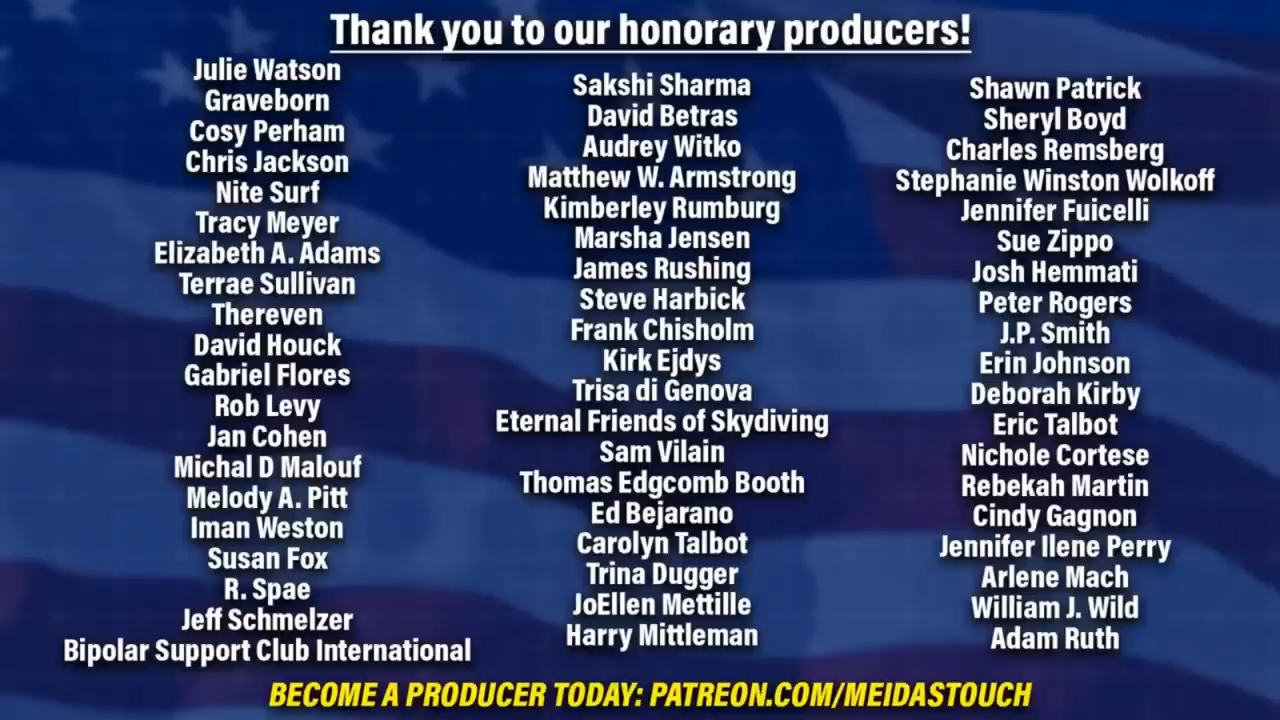 Thank you to our honorary producers!
Julie Watson
Graveborn
Cosy Perham
Chris Jackson
Nite Surf
Tracy Meyer
Elizabeth A. Adams
Terrae Sullivan
Thereven
David Houck
Gabriel Flores
Rob Levy
Jan Cohen
Michal D Malouf
Melody A. Pitt
Iman Weston
Susan Fox
R. Spae
Jeff Schmelzer
Bipolar Support Club International
Sakshi Sharma
David Betras
Audrey Witko
Matthew W. Armstrong
Kimberley Rumburg
Marsha Jensen
James Rushing
Steve Harbick
Frank Chisholm
Kirk Ejdys
Trisa di Genova
Eternal Friends of Skydiving
Sam Vilain
Thomas Edgcomb Booth
Ed Bejarano
Carolyn Talbot
Trina Dugger
JoEllen Mettille
Harry Mittleman
Shawn Patrick
Sheryl Boyd
Charles Remsberg
Stephanie Winston Wolkoff
Jennifer Fuicelli
Sue Zippo
Josh Hemmati
Peter Rogers
J.P. Smith
Erin Johnson
Deborah Kirby
Eric Talbot
Nichole Cortese
Rebekah Martin
Cindy Gagnon
Jennifer Ilene Perry
Arlene Mach
William J. Wild
Adam Ruth
BECOME A PRODUCER TODAY: PATREON.COM/MEIDASTOUCH